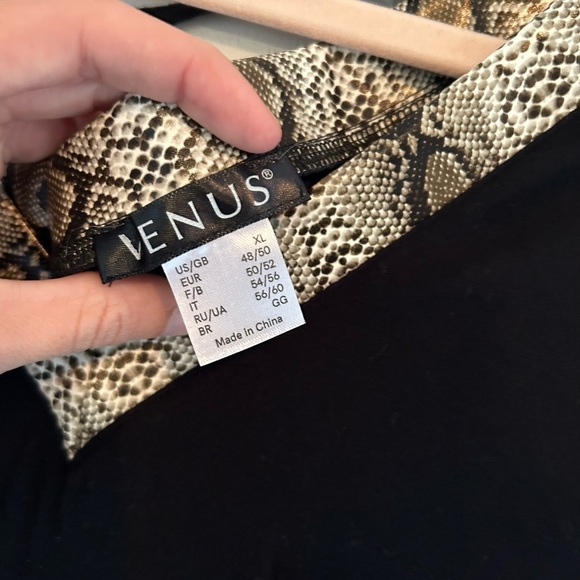 VENUS®
US/GB XL
EUR 48/50
F/B 50/52
IT 54/56
RU/UA 56/60
BR GG
Made in China